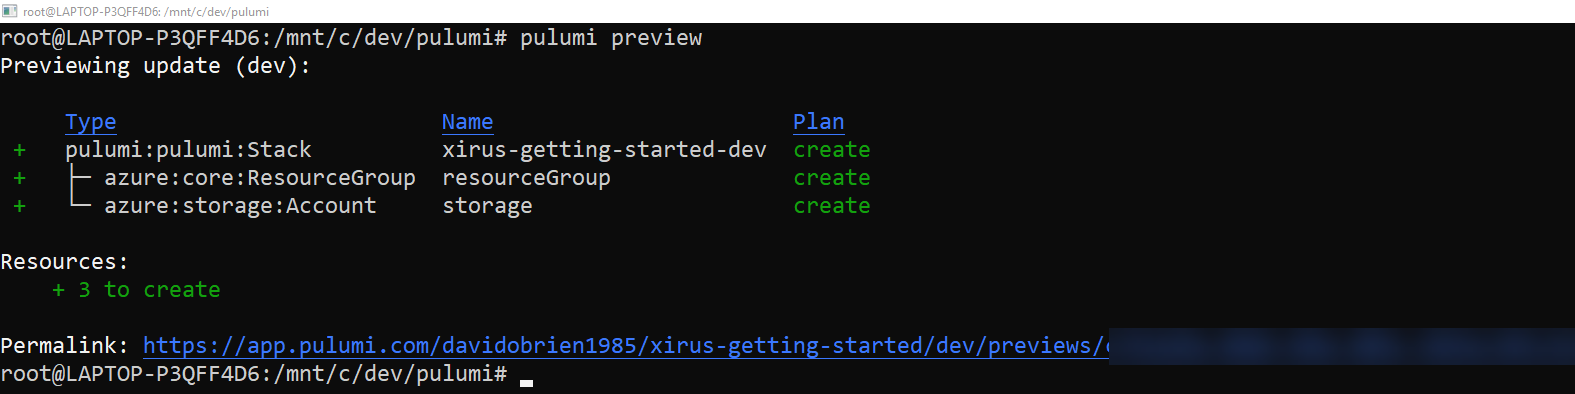 root@LAPTOP-P3QFF4D6: /mnt/c/dev/pulumi
root@LAPTOP-P3QFF4D6:/mnt/c/dev/pulumi# pulumi preview
Previewing update (dev):
Type Name Plan
+ pulumi:pulumi:Stack xirus-getting-started-dev create
+ ├─ azure:core:ResourceGroup resourceGroup create
+ └─ azure:storage:Account storage create
Resources:
+ 3 to create
Permalink: https://app.pulumi.com/davidobrien1985/xirus-getting-started/dev/previews/
root@LAPTOP-P3QFF4D6:/mnt/c/dev/pulumi#